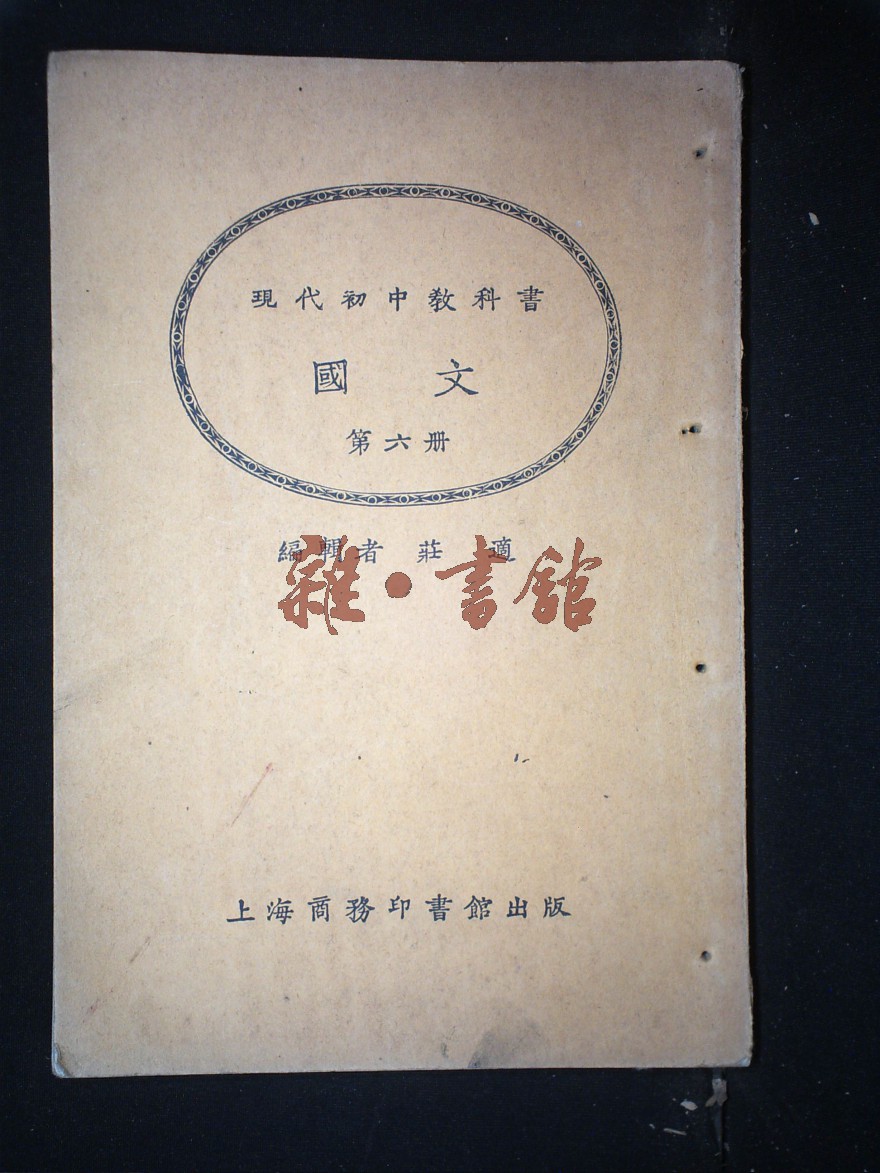 現代初中教科書
國文
第六册
編輯者 莊適
雜·書館
上海商務印書館出版